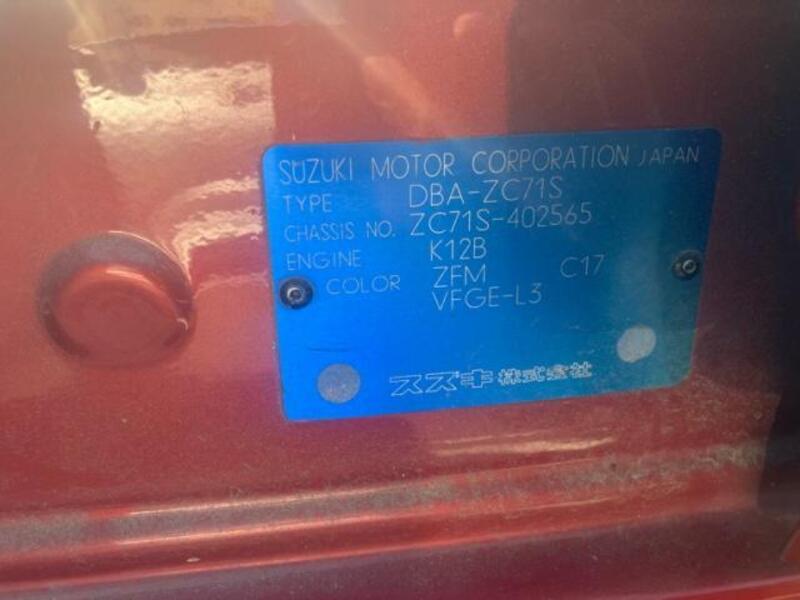 SUZUKI MOTOR CORPORATION JAPAN
TYPE DBA-ZC71S
CHASSIS NO. ZC71S-402565
ENGINE K12B
COLOR ZFM C17
VFGE-L3
スズキ株式会社